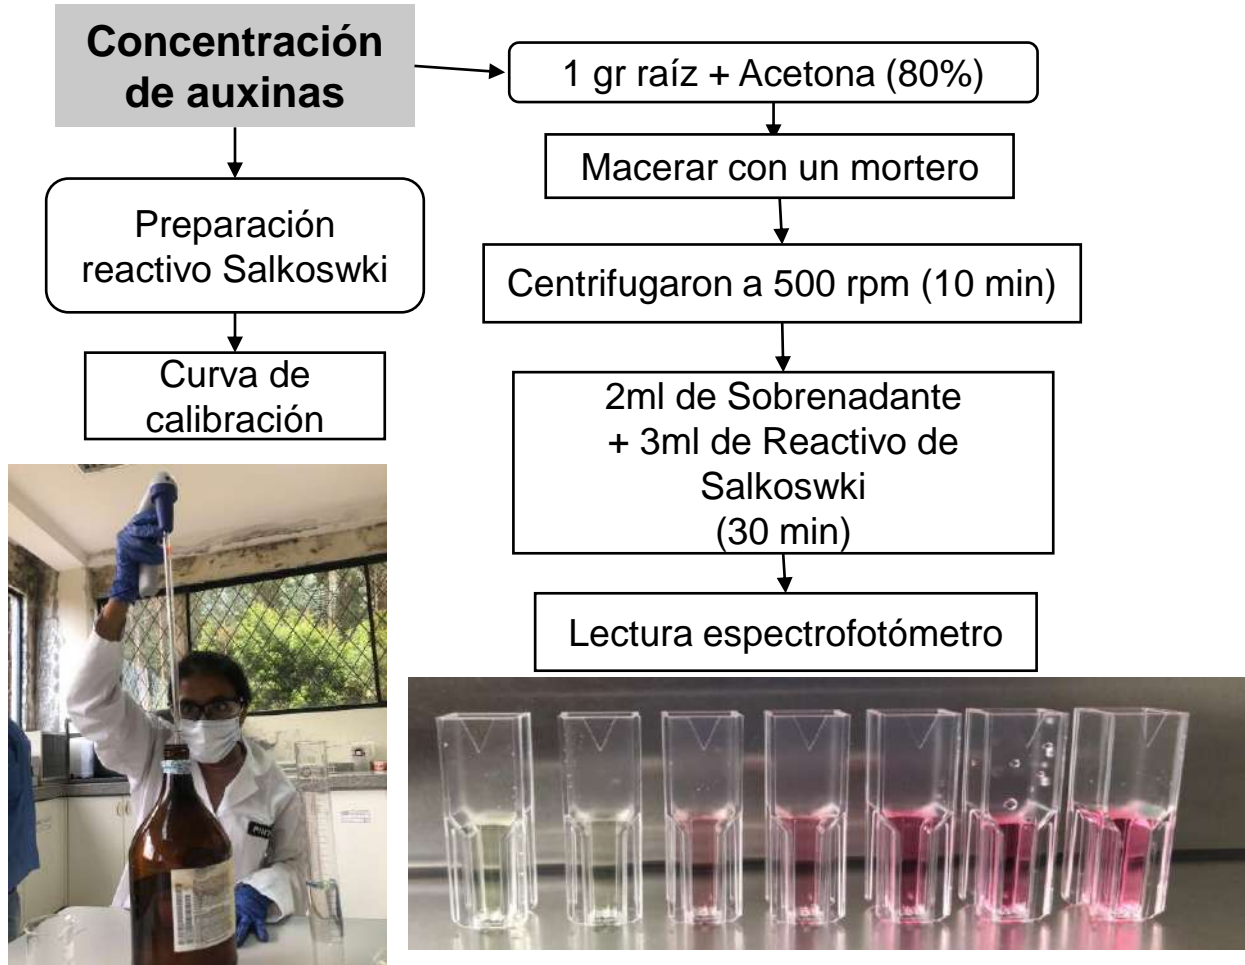 Concentración
de auxinas
Preparación
reactivo Salkoswki
Curva de
calibración
1 gr raíz + Acetona (80%)
Macerar con un mortero
Centrifugaron a 500 rpm (10 min)
2ml de Sobrenadante
+ 3ml de Reactivo de
Salkoswki
(30 min)
Lectura espectrofotómetro